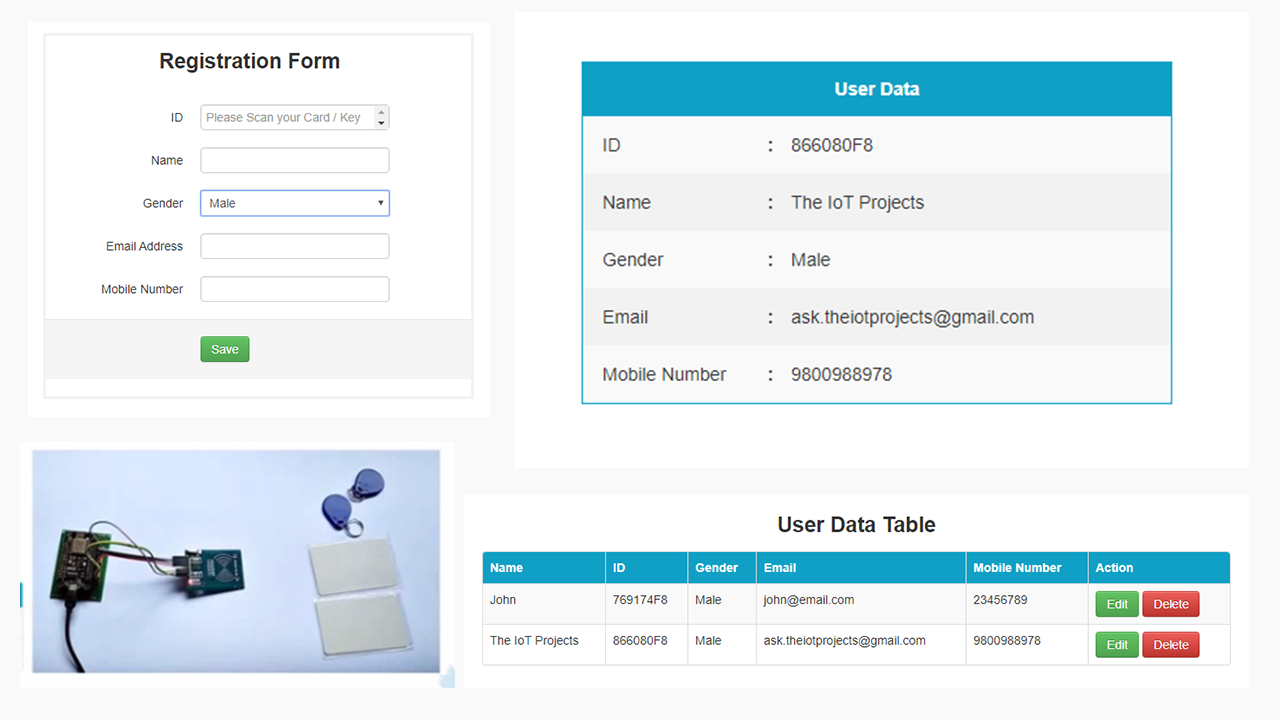 Registration Form
ID Please Scan your Card / Key
Name
Gender Male
Email Address
Mobile Number
Save
User Data
ID : 866080F8
Name : The IoT Projects
Gender : Male
Email : ask.theiotprojects@gmail.com
Mobile Number : 9800988978
User Data Table
Name ID Gender Email Mobile Number Action
John 769174F8 Male john@email.com 23456789 Edit Delete
The IoT Projects 866080F8 Male ask.theiotprojects@gmail.com 9800988978 Edit Delete